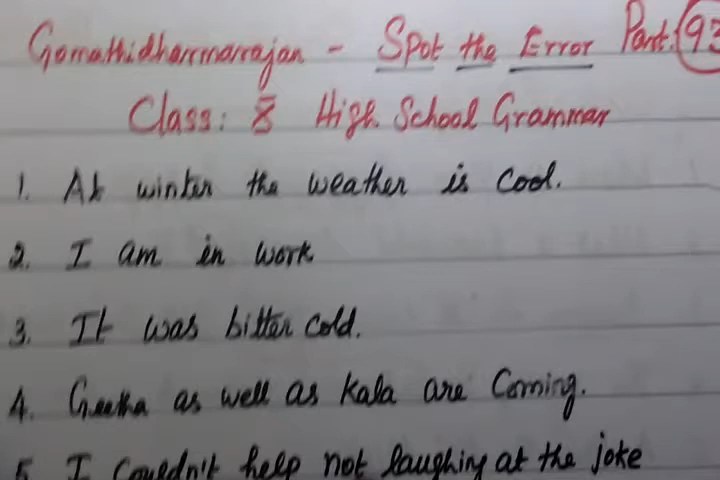 Gomathidharmarajan - Spot the Error Part: 93
Class: 8 High School Grammar
1. At winter the weather is cool.
2. I am in work
3. It was bitter cold.
4. Geetha as well as Kala are Coming.
5. I Couldn't help not laughing at the joke